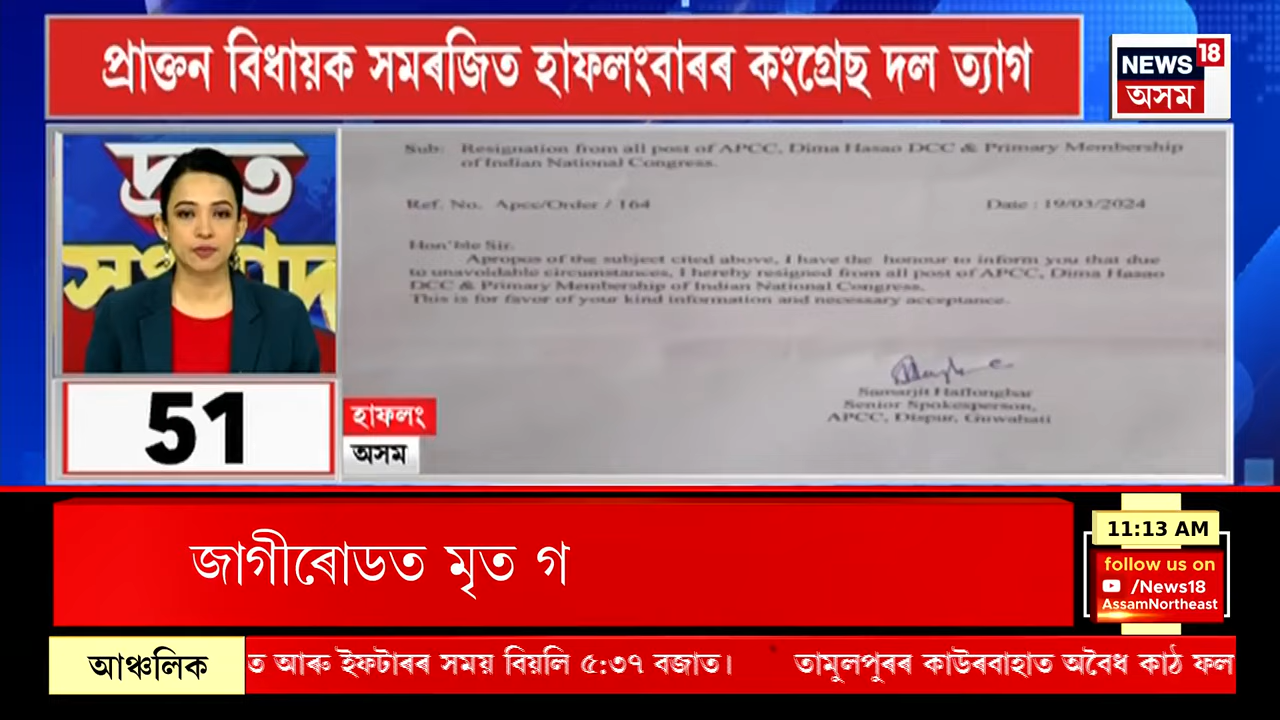 প্ৰাক্তন বিধায়ক সমৰজিত হাফলংবাৰৰ কংগ্ৰেছ দল ত্যাগ
NEWS 18
অসম
দ্ৰুত
Sub: Resignation from all post of APCC, Dima Hasao DCC & Primary Membership
of Indian National Congress.
Ref. No. Apcc/Order / 164 Date : 19/03/2024
Hon'ble Sir.
Apropos of the subject cited above, I have the honour to inform you that due
to unavoidable circumstances, I hereby resigned from all post of APCC, Dima Hasao
DCC & Primary Membership of Indian National Congress.
This is for favor of your kind information and necessary acceptance.
Samarjit Haflongbar
Senior Spokesperson,
APCC, Dispur, Guwahati
51
হাফলং
অসম
জাগীৰোডত মৃত গ
11:13 AM
follow us on
/News18
AssamNortheast
আঞ্চলিক
ত আৰু ইফটাৰৰ সময় বিয়লি ৫:৩৭ বজাত। তামুলপুৰৰ কাউৰবাহাত অবৈধ কাঠ ফল